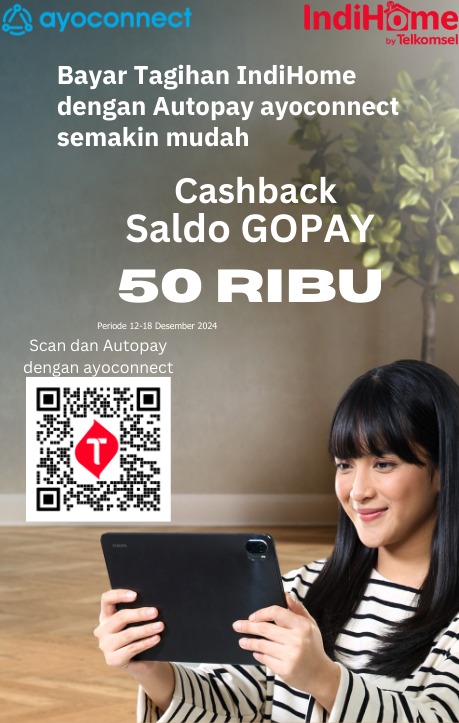 ayoconnect
IndiHome
by Telkomsel
Bayar Tagihan IndiHome
dengan Autopay ayoconnect
semakin mudah
Cashback
Saldo GOPAY
50 RIBU
Periode 12-18 Desember 2024
Scan dan Autopay
dengan ayoconnect